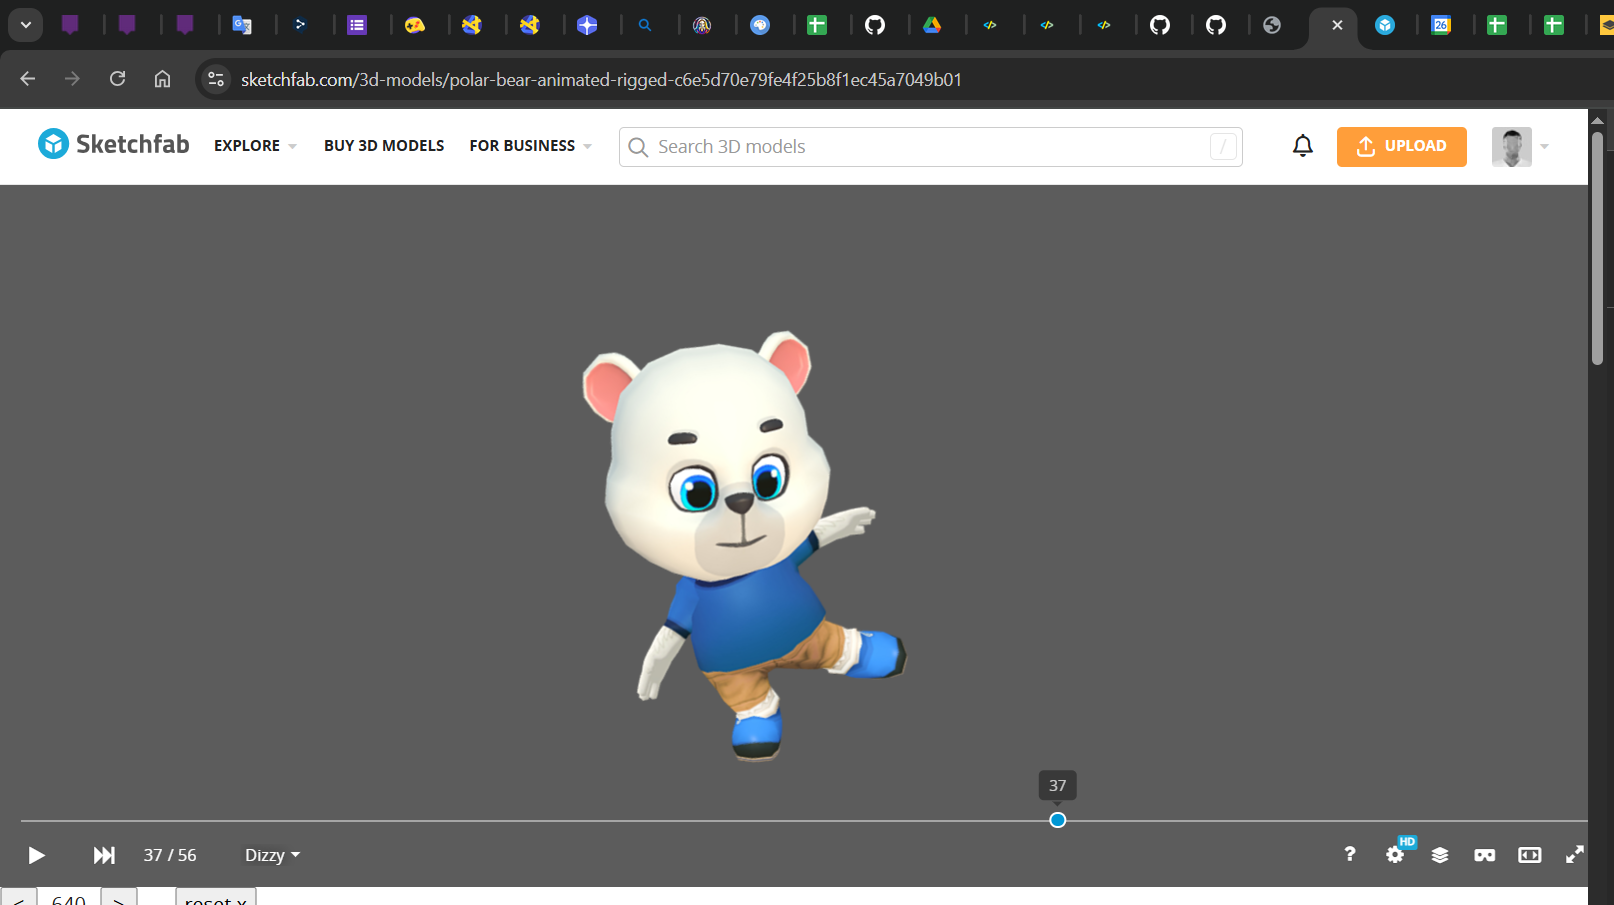 sketchfab.com/3d-models/polar-bear-animated-rigged-c6e5d70e79fe4f25b8f1ec45a7049b01
Sketchfab EXPLORE BUY 3D MODELS FOR BUSINESS Search 3D models / UPLOAD
26
37
37 / 56 Dizzy ? HD
< 640 > reset x